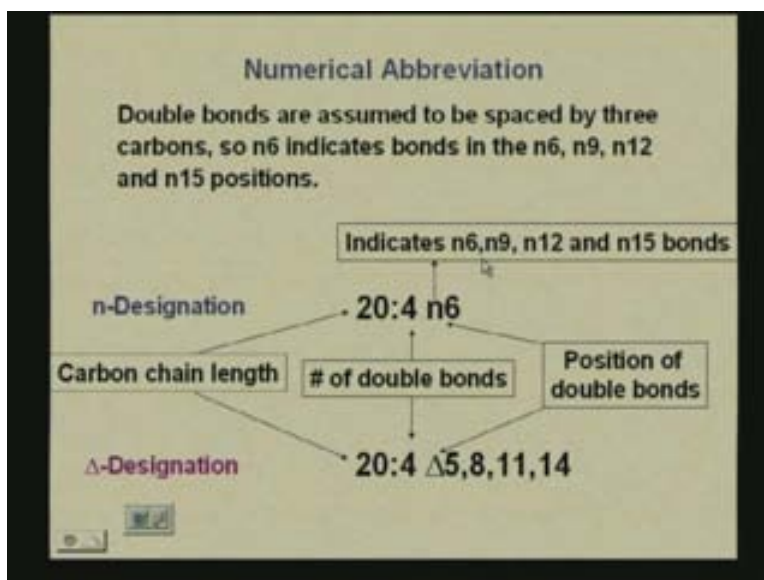 Numerical Abbreviation
Double bonds are assumed to be spaced by three
carbons, so n6 indicates bonds in the n6, n9, n12
and n15 positions.
Indicates n6,n9, n12 and n15 bonds
n-Designation
20:4 n6
Carbon chain length
# of double bonds
Position of
double bonds
Δ-Designation
20:4 Δ5,8,11,14